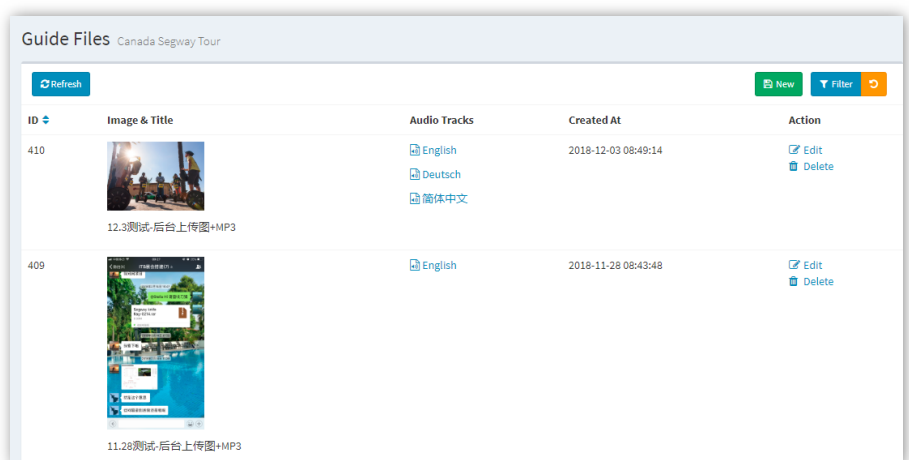 Guide Files Canada Segway Tour
Refresh
New
Filter
ID
Image & Title
Audio Tracks
Created At
Action
410
English
2018-12-03 08:49:14
Edit
Deutsch
Delete
简体中文
12.3测试-后台上传图+MP3
409
English
2018-11-28 08:43:48
Edit
Delete
11.28测试-后台上传图+MP3